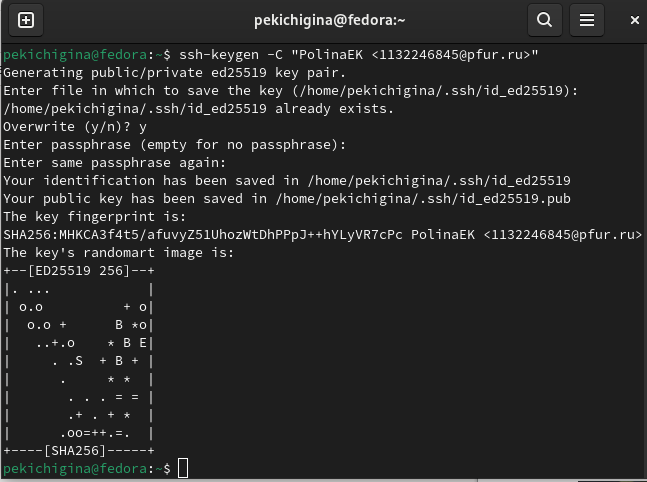 pekichigina@fedora:~
pekichigina@fedora:~$ ssh-keygen -C "PolinaEK <1132246845@pfur.ru>"
Generating public/private ed25519 key pair.
Enter file in which to save the key (/home/pekichigina/.ssh/id_ed25519):
/home/pekichigina/.ssh/id_ed25519 already exists.
Overwrite (y/n)? y
Enter passphrase (empty for no passphrase):
Enter same passphrase again:
Your identification has been saved in /home/pekichigina/.ssh/id_ed25519
Your public key has been saved in /home/pekichigina/.ssh/id_ed25519.pub
The key fingerprint is:
SHA256:MHKCA3f4t5/afuvyZ51UhozWtDhPPpJ++hYLyVR7cPc PolinaEK <1132246845@pfur.ru>
The key's randomart image is:
+--[ED25519 256]--+
|. ...            |
| o.o          + o|
|  o.o +      B *o|
|   ..+.o    * B E|
|     . .S  + B + |
|      .     * *  |
|       . . . = = |
|       .+ . + *  |
|      .oo=++.=.  |
+----[SHA256]-----+
pekichigina@fedora:~$